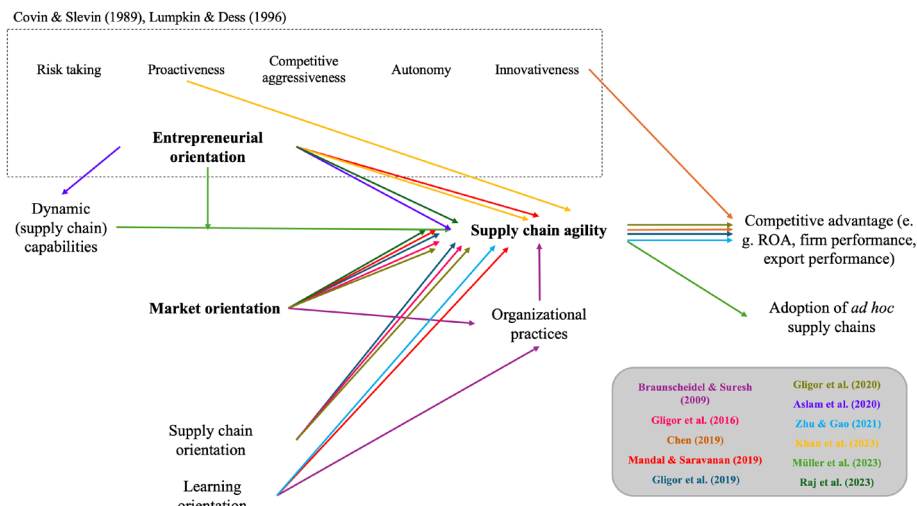 Covin & Slevin (1989), Lumpkin & Dess (1996)
Risk taking
Proactiveness
Competitive
aggressiveness
Autonomy
Innovativeness
Entrepreneurial
orientation
Dynamic
(supply chain)
capabilities
Supply chain agility
Competitive advantage (e.
g. ROA, firm performance,
export performance)
Market orientation
Organizational
practices
Adoption of ad hoc
supply chains
Supply chain
orientation
Learning
orientation
Braunscheidel & Suresh
(2009)
Gligor et al. (2016)
Chen (2019)
Mandal & Saravanan (2019)
Gligor et al. (2019)
Gligor et al. (2020)
Aslam et al. (2020)
Zhu & Gao (2021)
Khan et al. (2023)
Müller et al. (2023)
Raj et al. (2023)